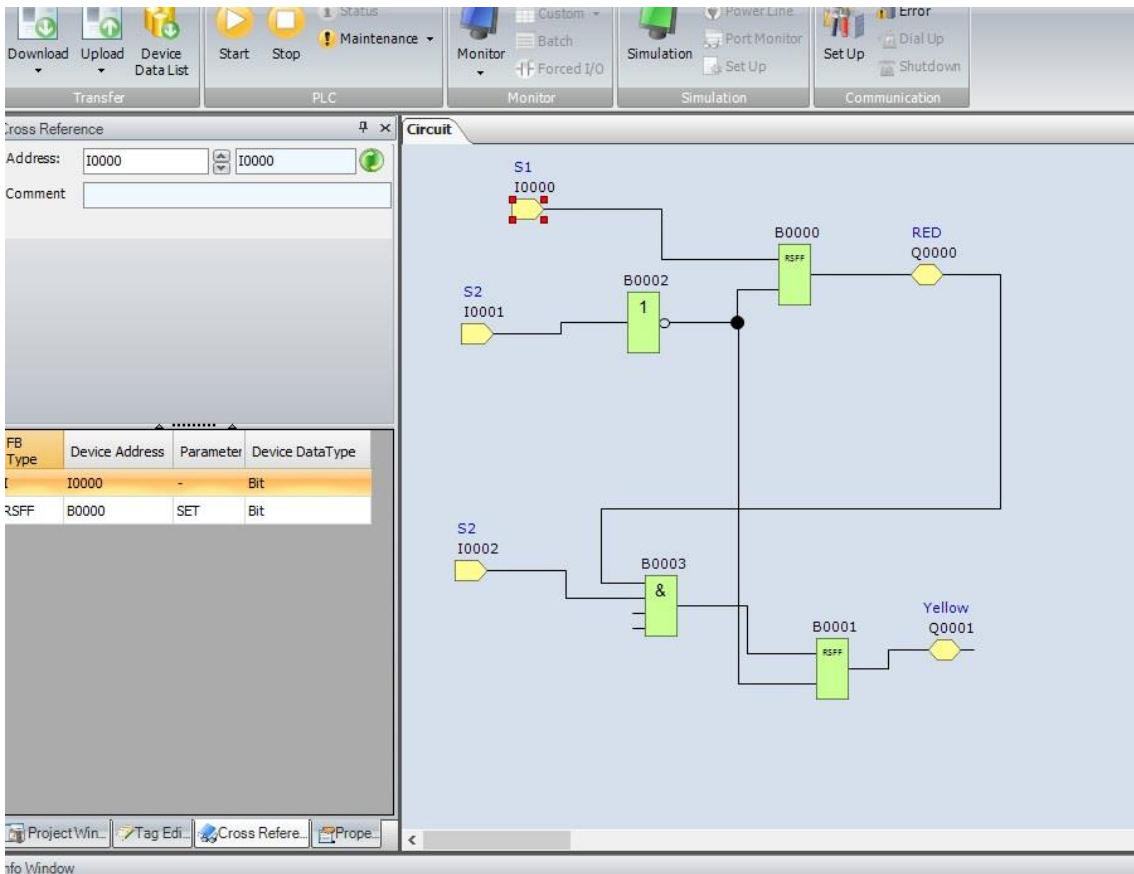 Download
Upload
Device
Data List
Transfer
Start
Stop
Status
Maintenance
PLC
Monitor
Custom
Batch
Forced I/O
Monitor
Simulation
Power Line
Port Monitor
Set Up
Simulation
Set Up
Error
Dial Up
Shutdown
Communication
Cross Reference
Address:
I0000
I0000
Comment
FB
Type
Device Address
Parameter
Device DataType
I
I0000
-
Bit
RSFF
B0000
SET
Bit
Project Win...
Tag Edi...
Cross Refere...
Prope...
Info Window
Circuit
S1
I0000
B0000
RSFF
RED
Q0000
S2
I0001
B0002
1
S2
I0002
B0003
&
B0001
RSFF
Yellow
Q0001